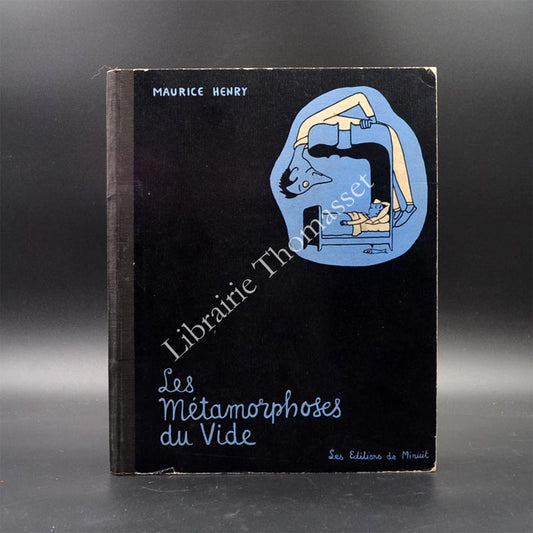 MAURICE HENRY
Librairie Thomasset
Les
Métamorphoses
du Vide
Les Editions de Minuit